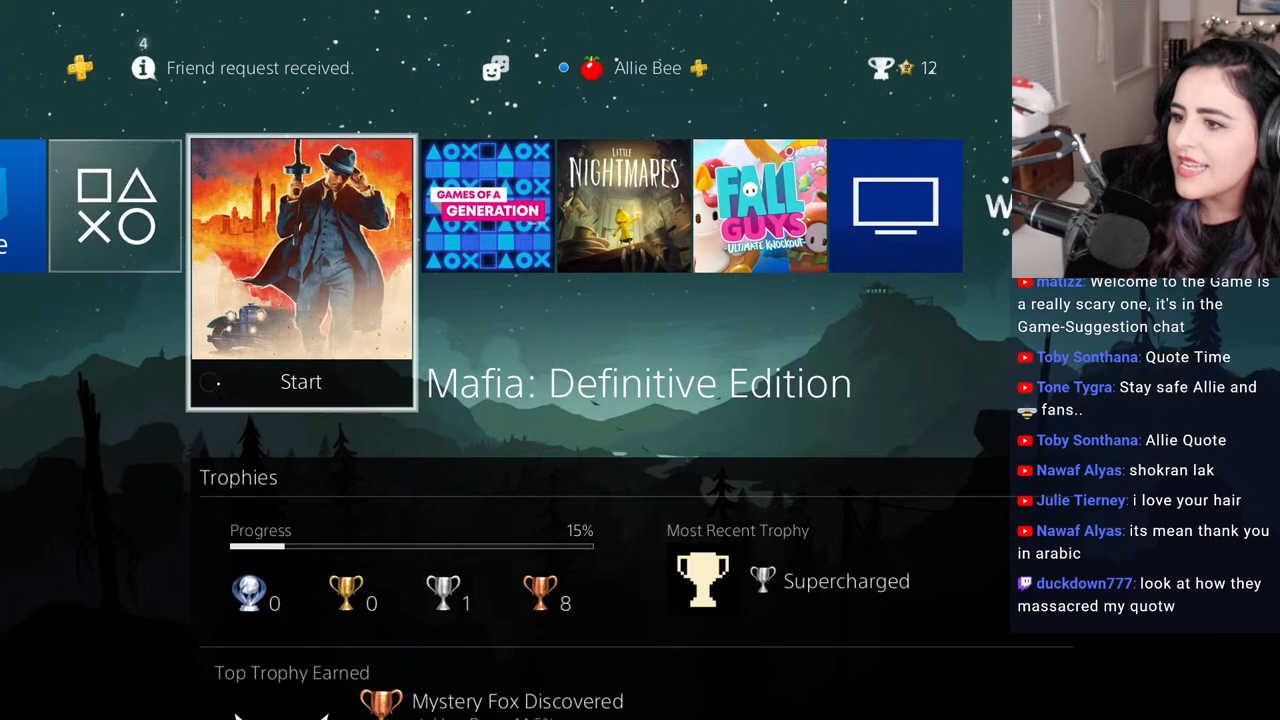 4
Friend request received.
Allie Bee
12
e
GAMES OF A
GENERATION
LITTLE
NIGHTMARES
FALL
GUYS
ULTIMATE KNOCKOUT
W
Start
Mafia: Definitive Edition
Trophies
Progress
15%
0
0
1
8
Most Recent Trophy
Supercharged
Top Trophy Earned
Mystery Fox Discovered
matizz: Welcome to the Game is
a really scary one, it's in the
Game-Suggestion chat
Toby Sonthana: Quote Time
Tone Tygra: Stay safe Allie and
fans..
Toby Sonthana: Allie Quote
Nawaf Alyas: shokran lak
Julie Tierney: i love your hair
Nawaf Alyas: its mean thank you
in arabic
duckdown777: look at how they
massacred my quotw